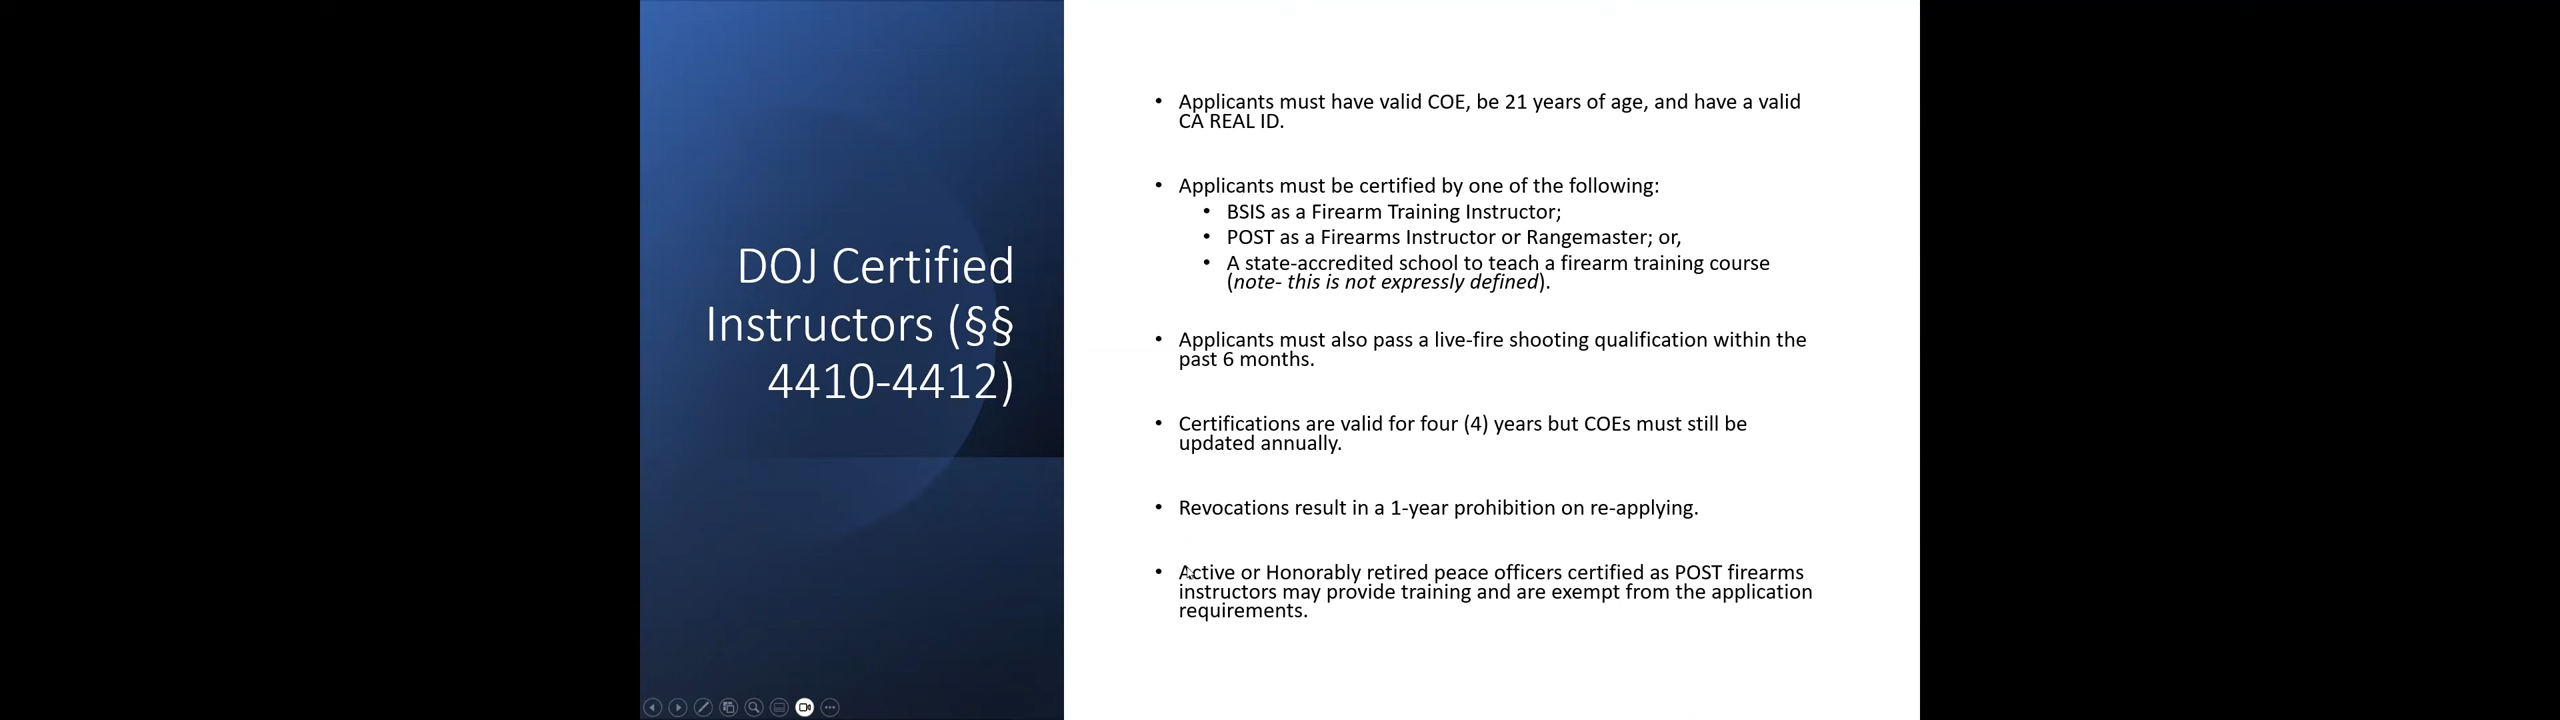 DOJ Certified
Instructors (§§
4410-4412)
• Applicants must have valid COE, be 21 years of age, and have a valid
CA REAL ID.
• Applicants must be certified by one of the following:
• BSIS as a Firearm Training Instructor;
• POST as a Firearms Instructor or Rangemaster; or,
• A state-accredited school to teach a firearm training course
(note- this is not expressly defined).
• Applicants must also pass a live-fire shooting qualification within the
past 6 months.
• Certifications are valid for four (4) years but COEs must still be
updated annually.
• Revocations result in a 1-year prohibition on re-applying.
• Active or Honorably retired peace officers certified as POST firearms
instructors may provide training and are exempt from the application
requirements.